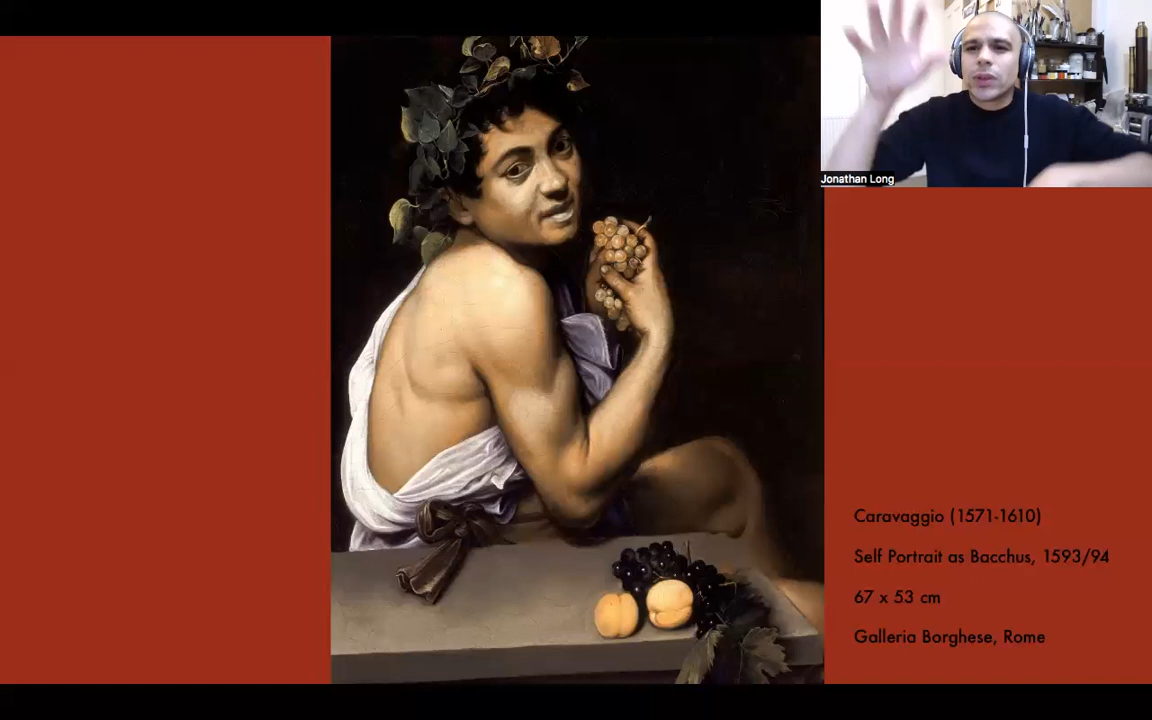 Jonathan Long
Caravaggio (1571-1610)
Self Portrait as Bacchus, 1593/94
67 x 53 cm
Galleria Borghese, Rome